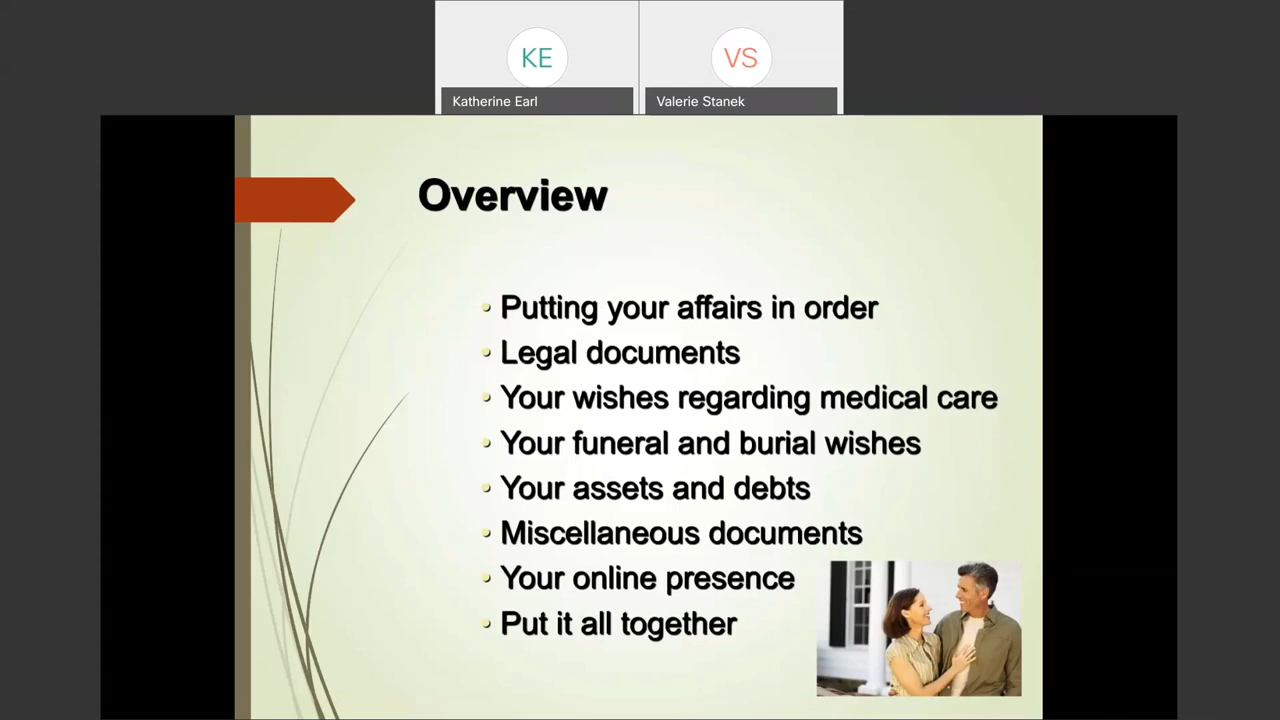 KE
VS
Katherine Earl
Valerie Stanek
Overview
• Putting your affairs in order
• Legal documents
• Your wishes regarding medical care
• Your funeral and burial wishes
• Your assets and debts
• Miscellaneous documents
• Your online presence
• Put it all together